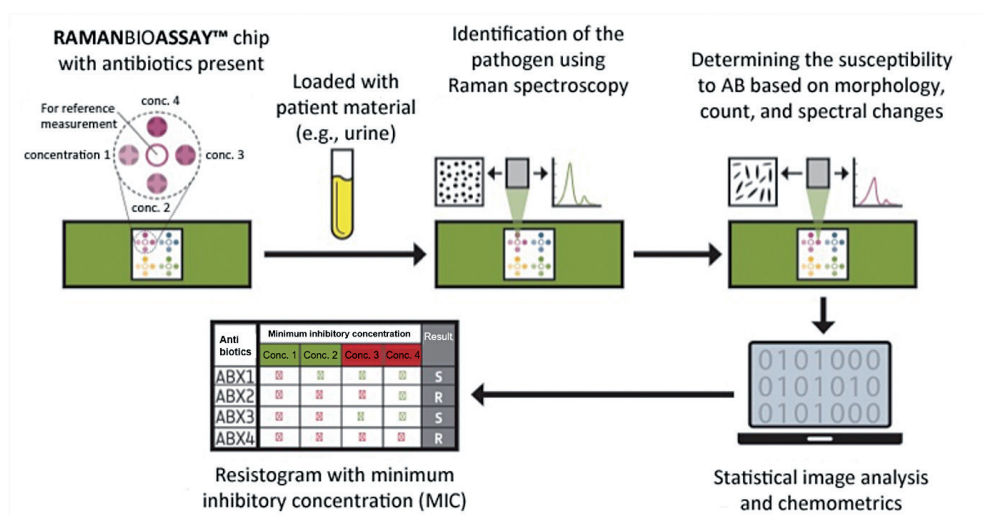 RAMANBIOASSAY™ chip
with antibiotics present
For reference
measurement
conc. 4
concentration 1
conc. 3
conc. 2
Loaded with
patient material
(e.g., urine)
Identification of the
pathogen using
Raman spectroscopy
Determining the susceptibility
to AB based on morphology,
count, and spectral changes
Anti
biotics
Minimum inhibitory concentration
Result
Conc. 1 Conc. 2 Conc. 3 Conc. 4
ABX1 S
ABX2 R
ABX3 S
ABX4 R
Resistogram with minimum
inhibitory concentration (MIC)
0101000
0101010
0101000
Statistical image analysis
and chemometrics